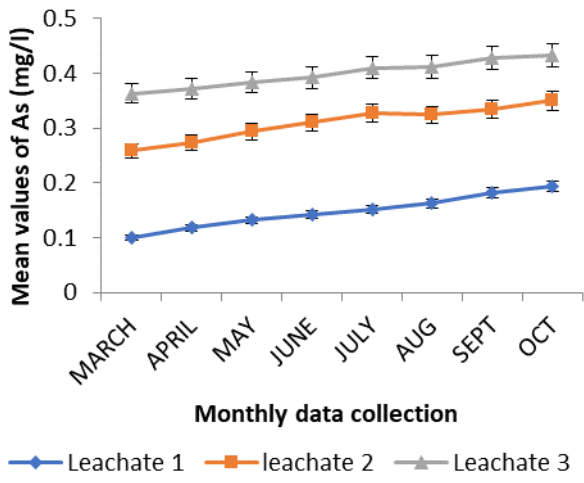 Mean values of As (mg/l)
0.5
0.4
0.3
0.2
0.1
0
MARCH
APRIL
MAY
JUNE
JULY
AUG
SEPT
OCT
Monthly data collection
Leachate 1
leachate 2
Leachate 3